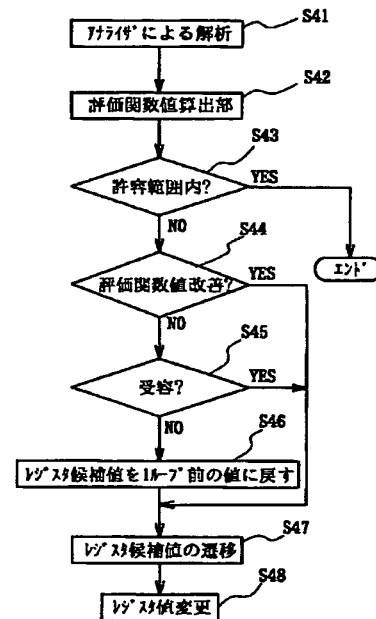 S41
ｱﾅﾗｲｻﾞによる解析
S42
評価関数値算出部
S43
許容範囲内?
YES
NO
S44
ｴﾝﾄﾞ
評価関数値改善?
YES
NO
S45
受容?
YES
NO
S46
ﾚｼﾞｽﾀ候補値を1ﾙｰﾌﾟ前の値に戻す
S47
ﾚｼﾞｽﾀ候補値の遷移
S48
ﾚｼﾞｽﾀ値変更